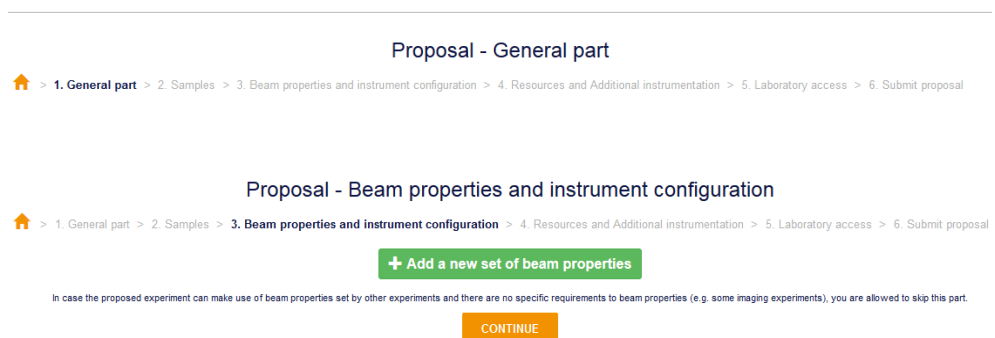 Proposal - General part
> 1. General part > 2. Samples > 3. Beam properties and instrument configuration > 4. Resources and Additional instrumentation > 5. Laboratory access > 6. Submit proposal
Proposal - Beam properties and instrument configuration
> 1. General part > 2. Samples > 3. Beam properties and instrument configuration > 4. Resources and Additional instrumentation > 5. Laboratory access > 6. Submit proposal
+ Add a new set of beam properties
In case the proposed experiment can make use of beam properties set by other experiments and there are no specific requirements to beam properties (e.g. some imaging experiments), you are allowed to skip this part.
CONTINUE